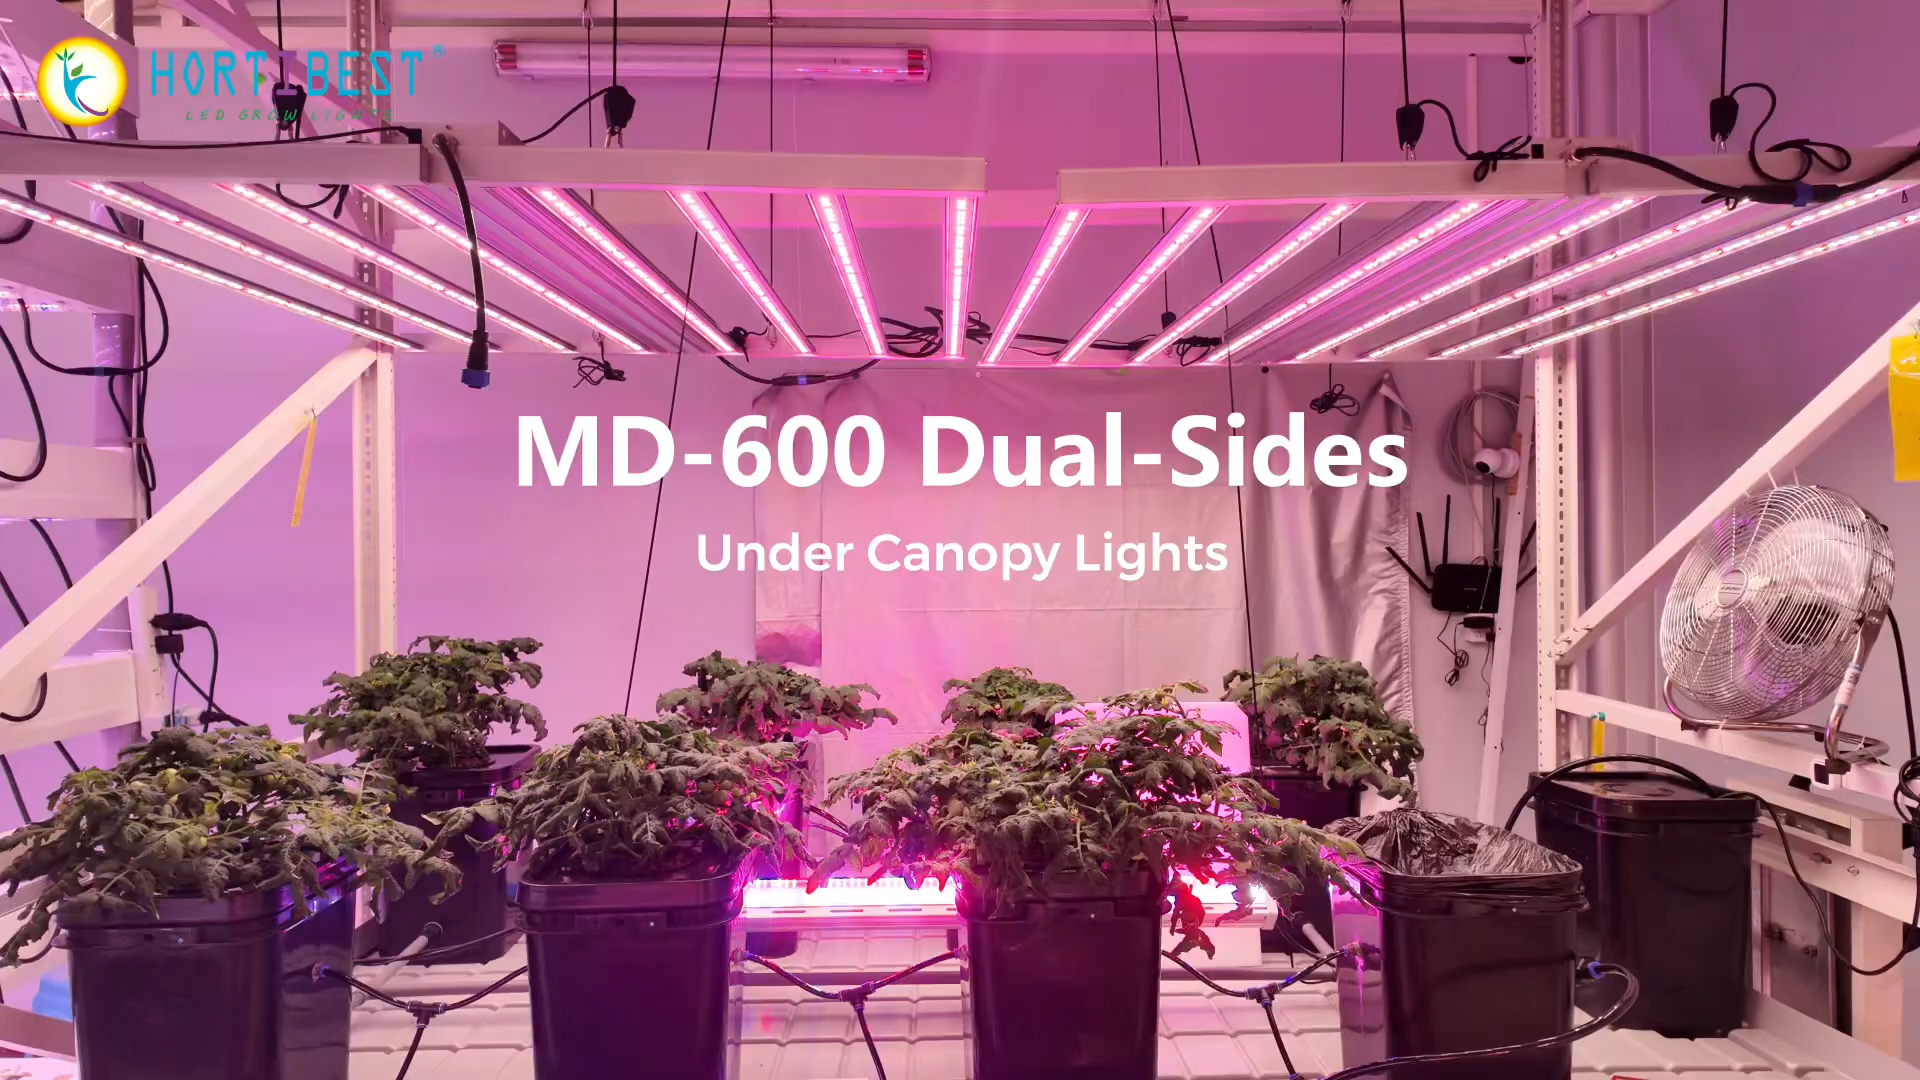 HORTIBEST®
LED GROW LIGHTS
MD-600 Dual-Sides
Under Canopy Lights